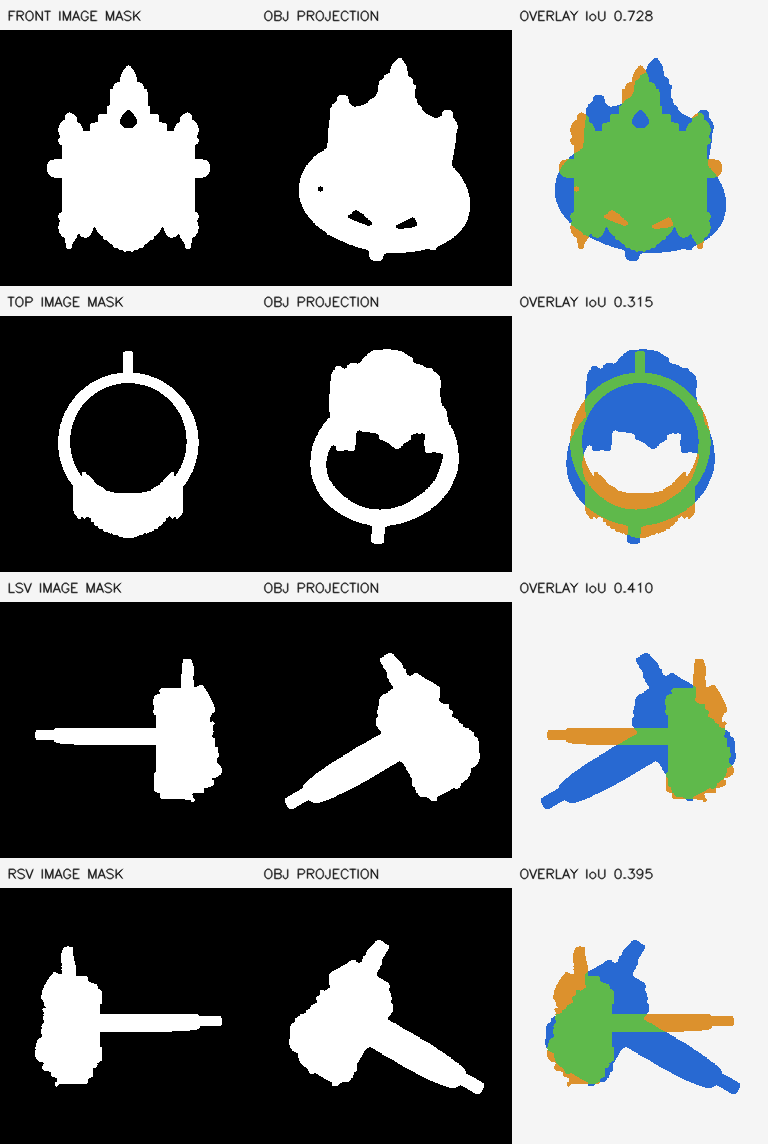 FRONT IMAGE MASK OBJ PROJECTION OVERLAY IoU 0.728
TOP IMAGE MASK OBJ PROJECTION OVERLAY IoU 0.315
LSV IMAGE MASK OBJ PROJECTION OVERLAY IoU 0.410
RSV IMAGE MASK OBJ PROJECTION OVERLAY IoU 0.395